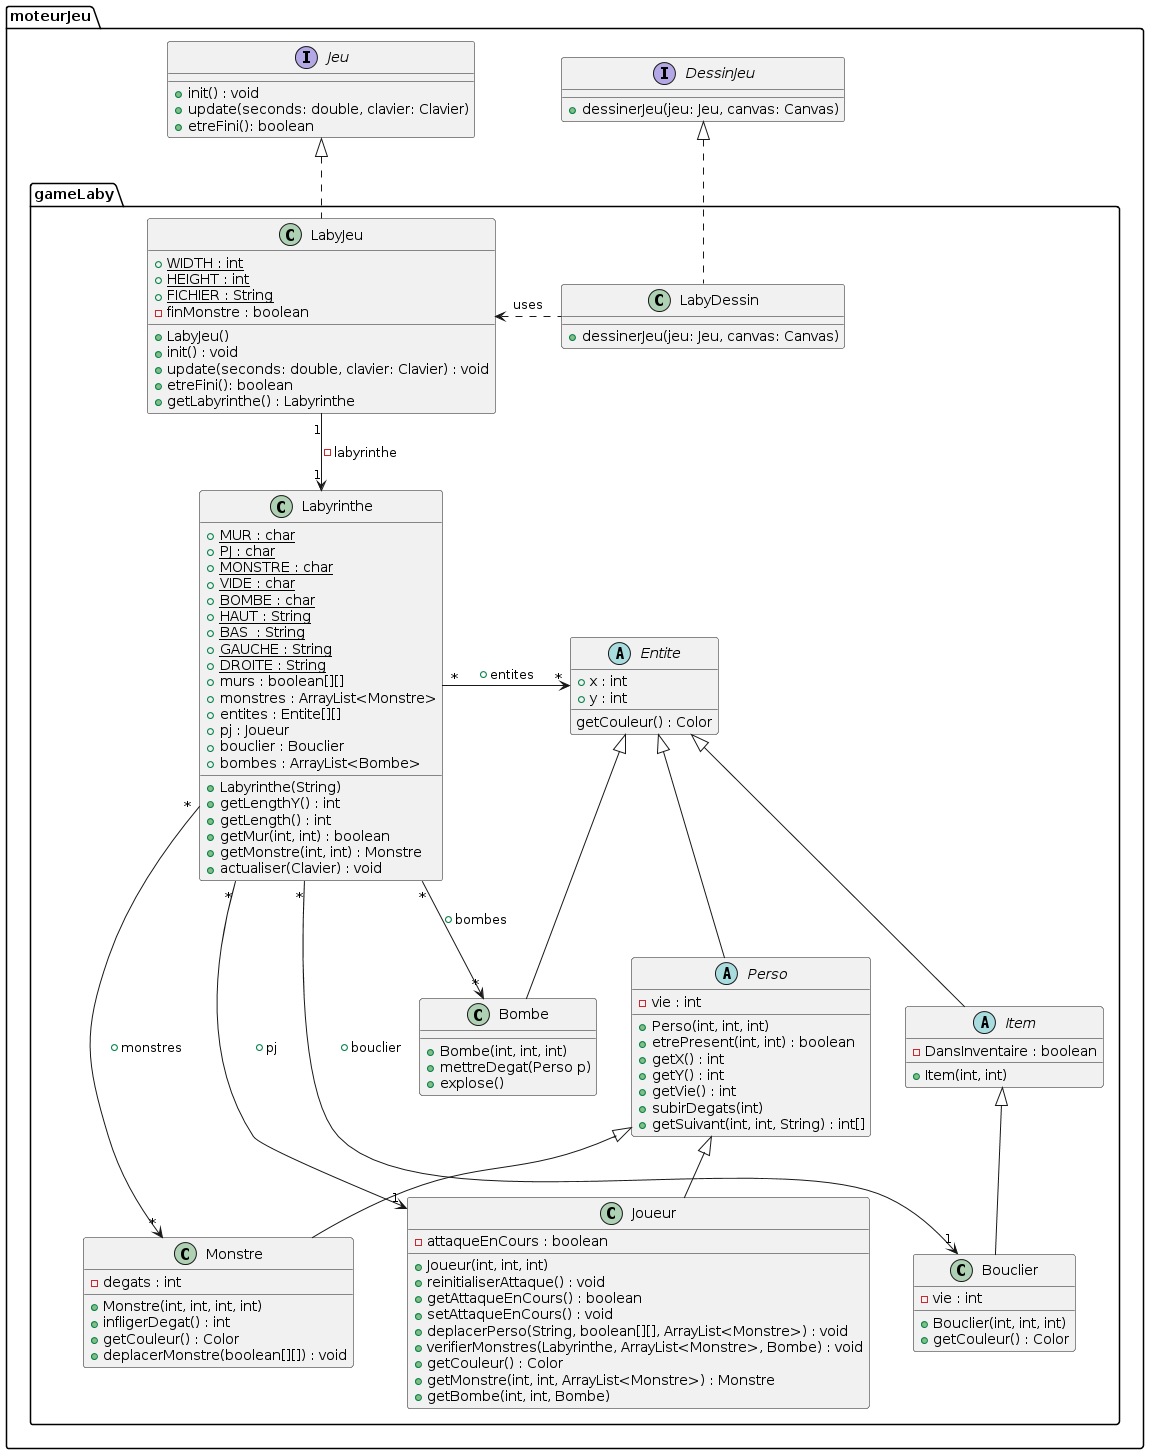 moteurJeu
Jeu
init() : void
update(seconds: double, clavier: Clavier)
etreFini(): boolean
DessinJeu
dessinerJeu(jeu: Jeu, canvas: Canvas)
gameLaby
LabyJeu
WIDTH : int
HEIGHT : int
FICHIER : String
finMonstre : boolean
LabyJeu()
init() : void
update(seconds: double, clavier: Clavier) : void
etreFini(): boolean
getLabyrinthe() : Labyrinthe
uses
LabyDessin
dessinerJeu(jeu: Jeu, canvas: Canvas)
1
labyrinthe
1
Labyrinthe
MUR : char
PJ : char
MONSTRE : char
VIDE : char
BOMBE : char
HAUT : String
BAS  : String
GAUCHE : String
DROITE : String
murs : boolean[][]
monstres : ArrayList<Monstre>
entites : Entite[][]
pj : Joueur
bouclier : Bouclier
bombes : ArrayList<Bombe>
Labyrinthe(String)
getLengthY() : int
getLength() : int
getMur(int, int) : boolean
getMonstre(int, int) : Monstre
actualiser(Clavier) : void
* entites *
Entite
x : int
y : int
getCouleur() : Color
*
* * *
bombes
*
monstres
pj
bouclier
Bombe
Bombe(int, int, int)
mettreDegat(Perso p)
explose()
Perso
vie : int
Perso(int, int, int)
etrePresent(int, int) : boolean
getX() : int
getY() : int
getVie() : int
subirDegats(int)
getSuivant(int, int, String) : int[]
Item
DansInventaire : boolean
Item(int, int)
*
1
1
Monstre
degats : int
Monstre(int, int, int, int)
infligerDegat() : int
getCouleur() : Color
deplacerMonstre(boolean[][]) : void
Joueur
attaqueEnCours : boolean
Joueur(int, int, int)
reinitialiserAttaque() : void
getAttaqueEnCours() : boolean
setAttaqueEnCours() : void
deplacerPerso(String, boolean[][], ArrayList<Monstre>) : void
verifierMonstres(Labyrinthe, ArrayList<Monstre>, Bombe) : void
getCouleur() : Color
getMonstre(int, int, ArrayList<Monstre>) : Monstre
getBombe(int, int, Bombe)
Bouclier
vie : int
Bouclier(int, int, int)
getCouleur() : Color